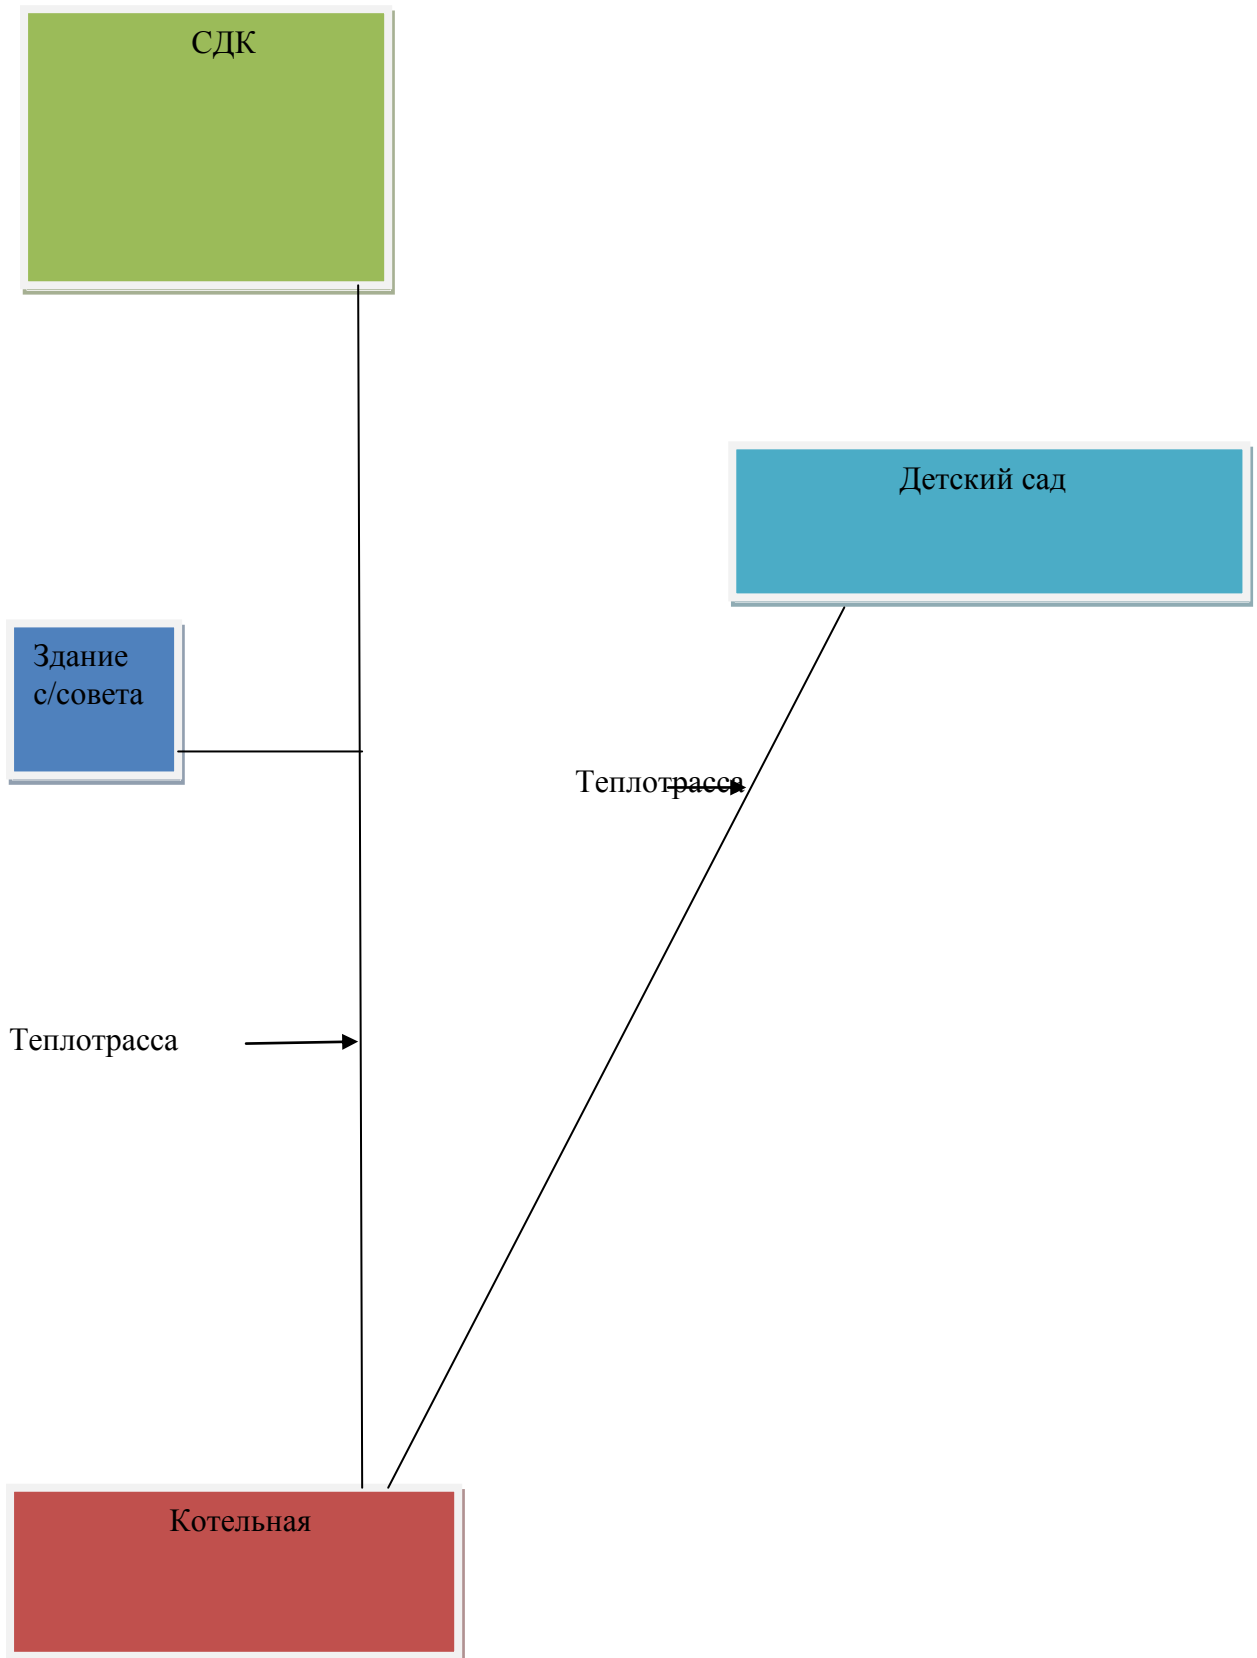 СДК
Детский сад
Здание
с/совета
Теплотрасса
Теплотрасса
Котельная